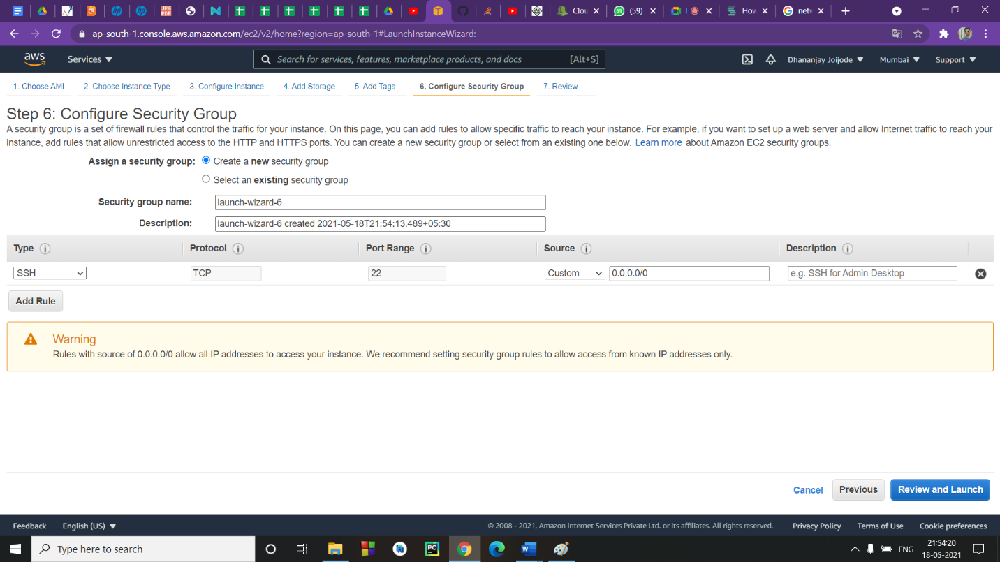 Clou
(59)
How
netw
ap-south-1.console.aws.amazon.com/ec2/v2/home?region=ap-south-1#LaunchInstanceWizard:
aws
Services
Search for services, features, marketplace products, and docs
[Alt+S]
Dhananjay Joijode
Mumbai
Support
1. Choose AMI
2. Choose Instance Type
3. Configure Instance
4. Add Storage
5. Add Tags
6. Configure Security Group
7. Review
Step 6: Configure Security Group
A security group is a set of firewall rules that control the traffic for your instance. On this page, you can add rules to allow specific traffic to reach your instance. For example, if you want to set up a web server and allow Internet traffic to reach your
instance, add rules that allow unrestricted access to the HTTP and HTTPS ports. You can create a new security group or select from an existing one below. Learn more about Amazon EC2 security groups.
Assign a security group:
Create a new security group
Select an existing security group
Security group name:
launch-wizard-6
Description:
launch-wizard-6 created 2021-05-18T21:54:13.489+05:30
Type
Protocol
Port Range
Source
Description
SSH
TCP
22
Custom
0.0.0.0/0
e.g. SSH for Admin Desktop
Add Rule
Warning
Rules with source of 0.0.0.0/0 allow all IP addresses to access your instance. We recommend setting security group rules to allow access from known IP addresses only.
Cancel
Previous
Review and Launch
Feedback
English (US)
© 2008 - 2021, Amazon Internet Services Private Ltd. or its affiliates. All rights reserved.
Privacy Policy
Terms of Use
Cookie preferences
Type here to search
ENG
21:54:20
18-05-2021